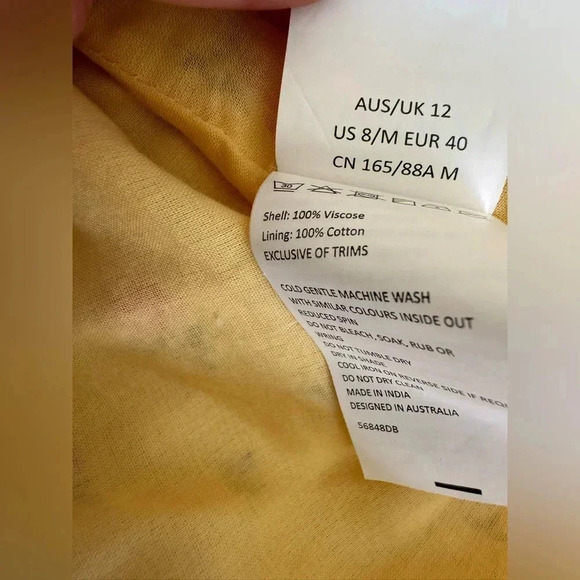 AUS/UK 12
US 8/M EUR 40
CN 165/88A M
30
Shell: 100% Viscose
Lining: 100% Cotton
EXCLUSIVE OF TRIMS
COLD GENTLE MACHINE WASH
WITH SIMILAR COLOURS INSIDE OUT
REDUCED SPIN
DO NOT BLEACH, SOAK, RUB OR
WRING
DO NOT TUMBLE DRY
DRY IN SHADE
COOL IRON ON REVERSE SIDE IF
DO NOT DRY CLEAN
MADE IN INDIA
DESIGNED IN AUSTRALIA
56848DB